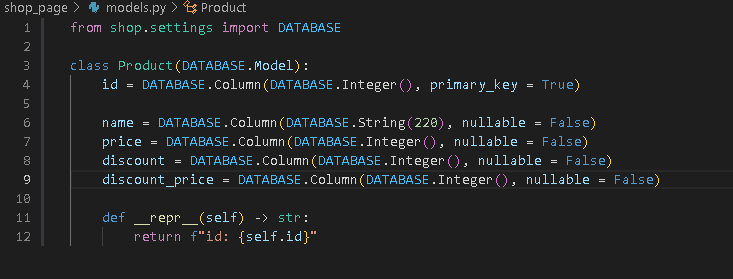 shop_page > models.py > Product
1 from shop.settings import DATABASE
2
3 class Product(DATABASE.Model):
4 id = DATABASE.Column(DATABASE.Integer(), primary_key = True)
5
6 name = DATABASE.Column(DATABASE.String(220), nullable = False)
7 price = DATABASE.Column(DATABASE.Integer(), nullable = False)
8 discount = DATABASE.Column(DATABASE.Integer(), nullable = False)
9 discount_price = DATABASE.Column(DATABASE.Integer(), nullable = False)
10
11 def __repr__(self) -> str:
12 return f"id: {self.id}"